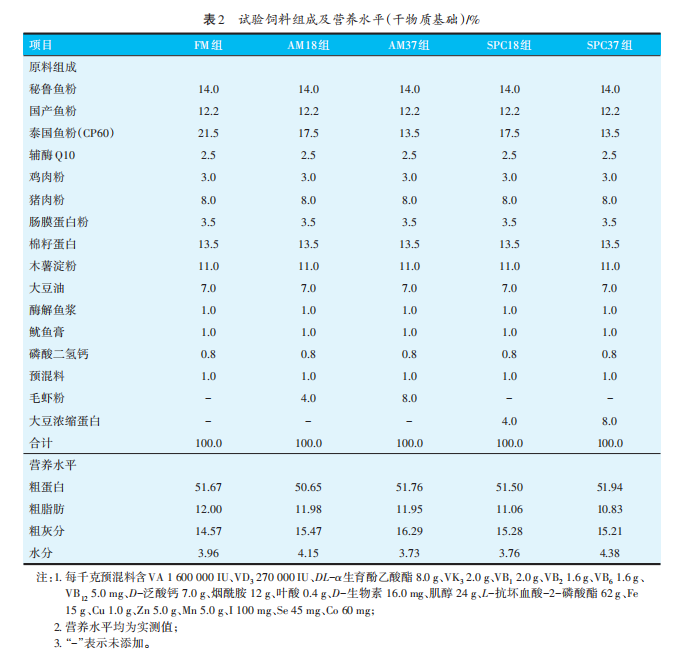 表2 试验饲料组成及营养水平(干物质基础)/%
项目 FM组 AM18组 AM37组 SPC18组 SPC37组
原料组成
秘鲁鱼粉 14.0 14.0 14.0 14.0 14.0
国产鱼粉 12.2 12.2 12.2 12.2 12.2
泰国鱼粉(CP60) 21.5 17.5 13.5 17.5 13.5
辅酶Q10 2.5 2.5 2.5 2.5 2.5
鸡肉粉 3.0 3.0 3.0 3.0 3.0
猪肉粉 8.0 8.0 8.0 8.0 8.0
肠膜蛋白粉 3.5 3.5 3.5 3.5 3.5
棉籽蛋白 13.5 13.5 13.5 13.5 13.5
木薯淀粉 11.0 11.0 11.0 11.0 11.0
大豆油 7.0 7.0 7.0 7.0 7.0
酶解鱼浆 1.0 1.0 1.0 1.0 1.0
鱿鱼膏 1.0 1.0 1.0 1.0 1.0
磷酸二氢钙 0.8 0.8 0.8 0.8 0.8
预混料 1.0 1.0 1.0 1.0 1.0
毛虾粉 - 4.0 8.0 - -
大豆浓缩蛋白 - - - 4.0 8.0
合计 100.0 100.0 100.0 100.0 100.0
营养水平
粗蛋白 51.67 50.65 51.76 51.50 51.94
粗脂肪 12.00 11.98 11.95 11.06 10.83
粗灰分 14.57 15.47 16.29 15.28 15.21
水分 3.96 4.15 3.73 3.76 4.38
注:1. 每千克预混料含VA 1 600 000 IU、VD3 270 000 IU、DL-α生育酚乙酸酯 8.0 g、VK3 2.0 g、VB1 2.0 g、VB2 1.6 g、VB6 1.6 g、
VB12 5.0 mg、D-泛酸钙 7.0 g、烟酰胺 12 g、叶酸 0.4 g、D-生物素 16.0 mg、肌醇 24 g、L-抗坏血酸-2-磷酸酯 62 g、Fe
15 g、Cu 1.0 g、Zn 5.0 g、Mn 5.0 g、I 100 mg、Se 45 mg、Co 60 mg;
2. 营养水平均为实测值;
3. “-”表示未添加。